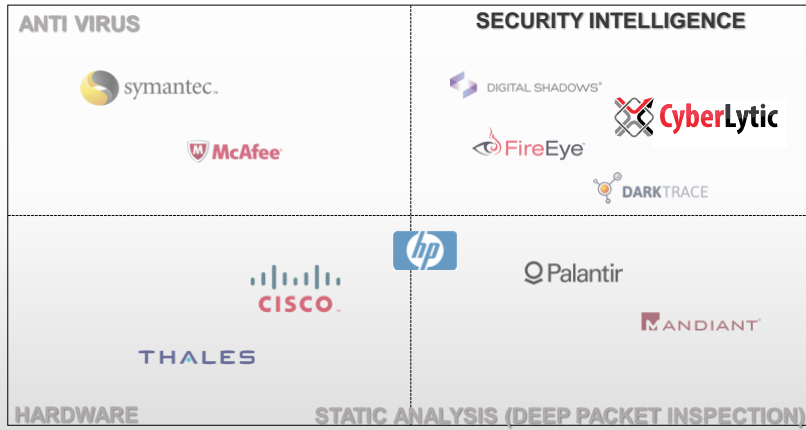 ANTI VIRUS
SECURITY INTELLIGENCE
symantec.
DIGITAL SHADOWS
CyberLytic
McAfee
FireEye
DARKTRACE
hp
CISCO
Palantir
MANDIANT
THALES
HARDWARE
STATIC ANALYSIS (DEEP PACKET INSPECTION)